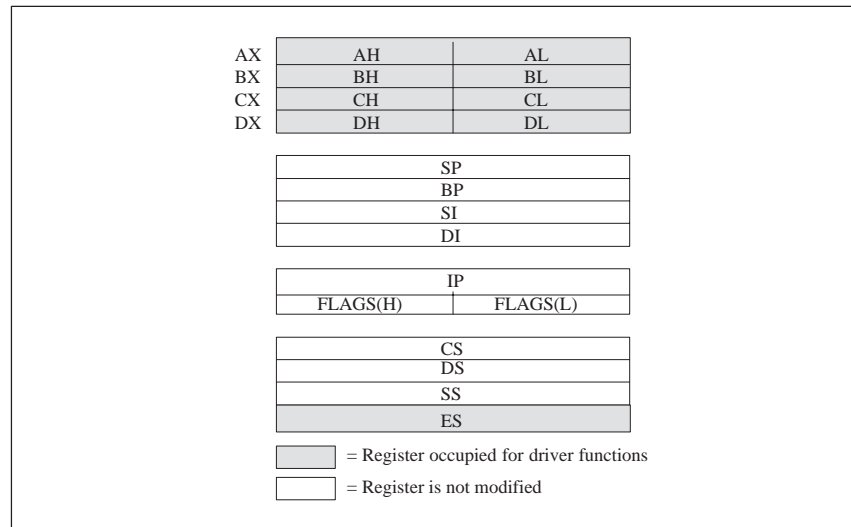 AX AH AL
BX BH BL
CX CH CL
DX DH DL
SP
BP
SI
DI
IP
FLAGS(H) FLAGS(L)
CS
DS
SS
ES
= Register occupied for driver functions
= Register is not modified